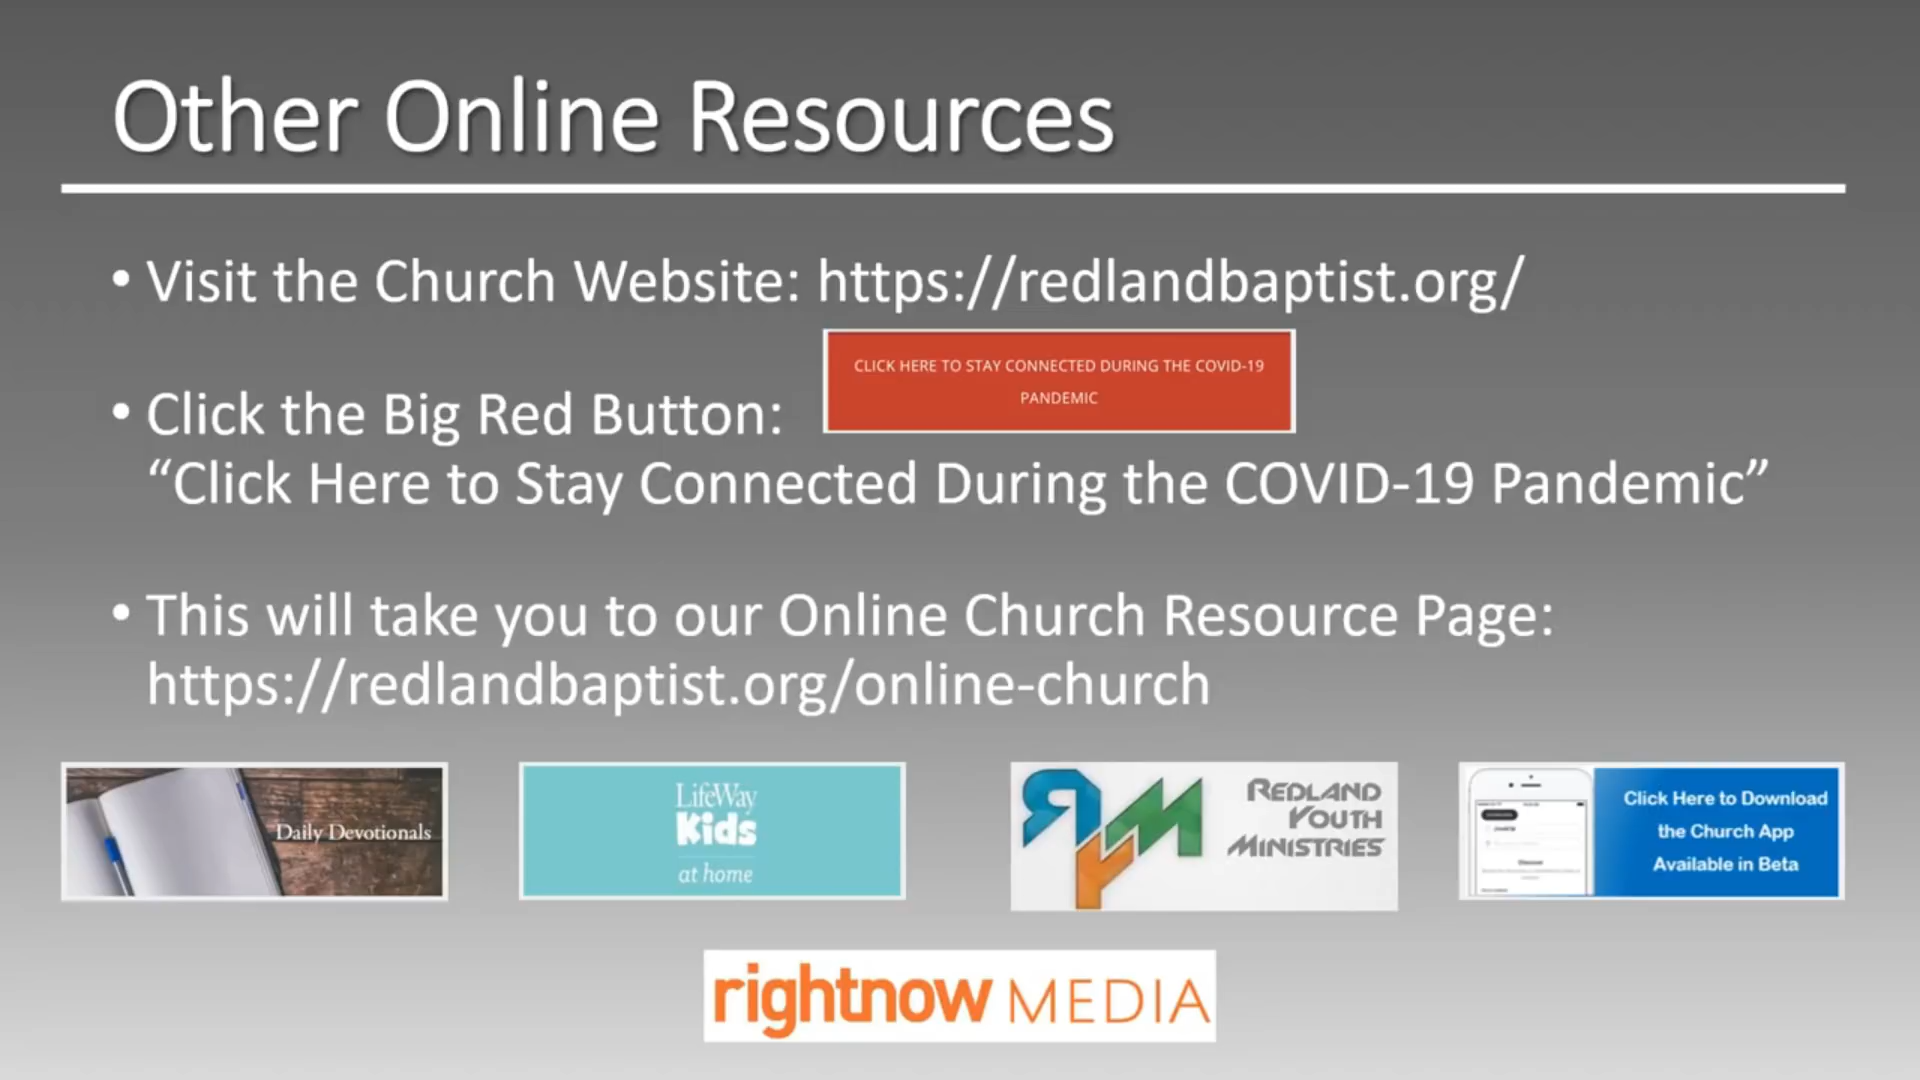 Other Online Resources
• Visit the Church Website: https://redlandbaptist.org/
CLICK HERE TO STAY CONNECTED DURING THE COVID-19
PANDEMIC
• Click the Big Red Button:
“Click Here to Stay Connected During the COVID-19 Pandemic”
• This will take you to our Online Church Resource Page:
https://redlandbaptist.org/online-church
Daily Devotionals
LifeWay
Kids
at home
RYM
REDLAND
YOUTH
MINISTRIES
Click Here to Download
the Church App
Available in Beta
rightnow MEDIA